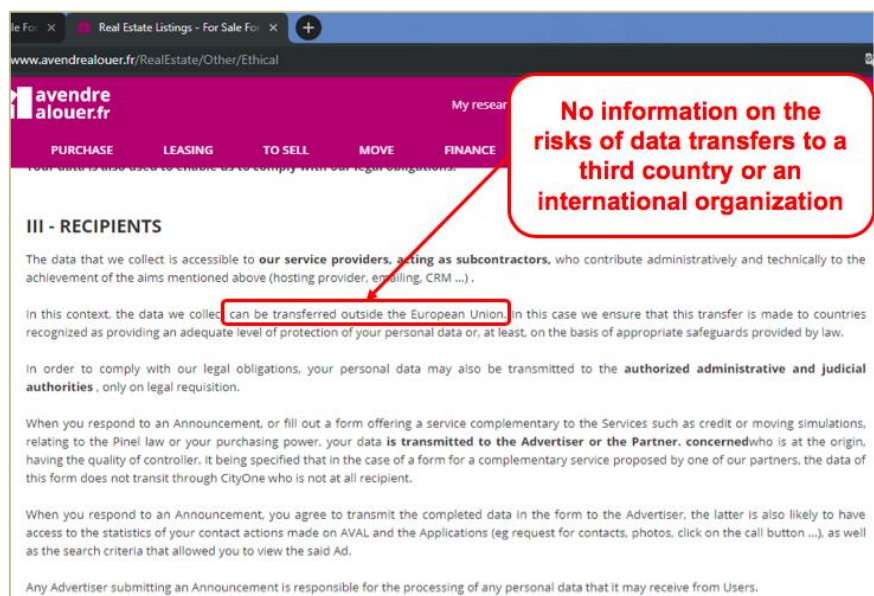 le For
Real Estate Listings - For Sale For
www.avendrealouer.fr/RealEstate/Other/Ethical
avendre
alouer.fr
My resear
PURCHASE LEASING TO SELL MOVE FINANCE
Your data is also used to enable us to comply with our legal obligations.
No information on the
risks of data transfers to a
third country or an
international organization
III - RECIPIENTS
The data that we collect is accessible to our service providers, acting as subcontractors, who contribute administratively and technically to the
achievement of the aims mentioned above (hosting provider, emailing, CRM ...) .
In this context, the data we collect can be transferred outside the European Union. In this case we ensure that this transfer is made to countries
recognized as providing an adequate level of protection of your personal data or, at least, on the basis of appropriate safeguards provided by law.
In order to comply with our legal obligations, your personal data may also be transmitted to the authorized administrative and judicial
authorities , only on legal requisition.
When you respond to an Announcement, or fill out a form offering a service complementary to the Services such as credit or moving simulations,
relating to the Pinel law or your purchasing power, your data is transmitted to the Advertiser or the Partner. concernedwho is at the origin,
having the quality of controller. It being specified that in the case of a form for a complementary service proposed by one of our partners, the data of
this form does not transit through CityOne who is not at all recipient.
When you respond to an Announcement, you agree to transmit the completed data in the form to the Advertiser, the latter is also likely to have
access to the statistics of your contact actions made on AVAL and the Applications (eg request for contacts, photos, click on the call button ...), as well
as the search criteria that allowed you to view the said Ad.
Any Advertiser submitting an Announcement is responsible for the processing of any personal data that it may receive from Users.